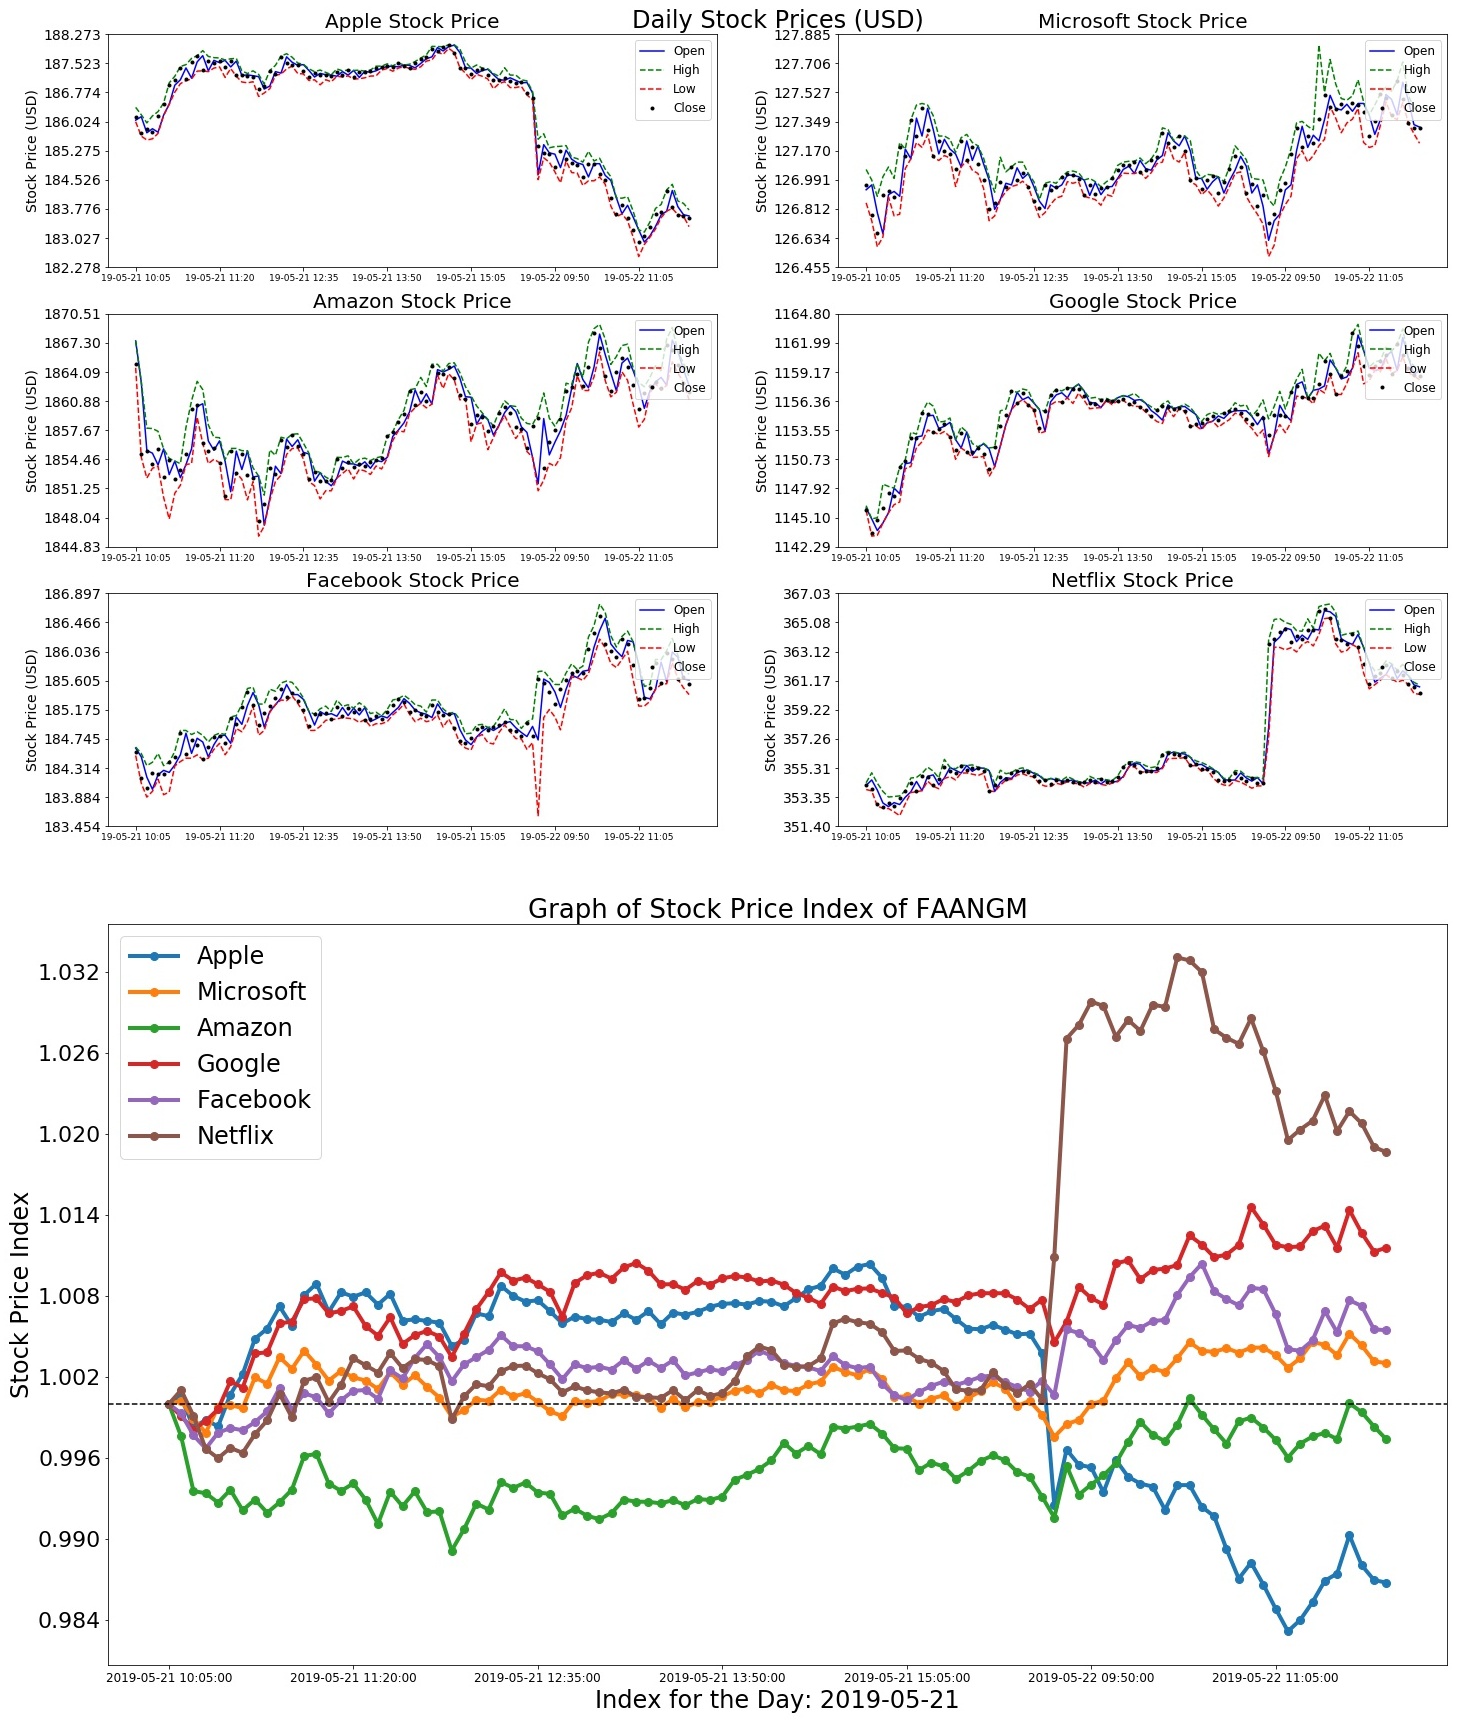 Daily Stock Prices (USD)
Apple Stock Price
Stock Price (USD)
188.273
187.523
186.774
186.024
185.275
184.526
183.776
183.027
182.278
Open
High
Low
Close
19-05-21 10:05 19-05-21 11:20 19-05-21 12:35 19-05-21 13:50 19-05-21 15:05 19-05-22 09:50 19-05-22 11:05
Microsoft Stock Price
Stock Price (USD)
127.885
127.706
127.527
127.349
127.170
126.991
126.812
126.634
126.455
Open
High
Low
Close
19-05-21 10:05 19-05-21 11:20 19-05-21 12:35 19-05-21 13:50 19-05-21 15:05 19-05-22 09:50 19-05-22 11:05
Amazon Stock Price
Stock Price (USD)
1870.51
1867.30
1864.09
1860.88
1857.67
1854.46
1851.25
1848.04
1844.83
Open
High
Low
Close
19-05-21 10:05 19-05-21 11:20 19-05-21 12:35 19-05-21 13:50 19-05-21 15:05 19-05-22 09:50 19-05-22 11:05
Google Stock Price
Stock Price (USD)
1164.80
1161.99
1159.17
1156.36
1153.55
1150.73
1147.92
1145.10
1142.29
Open
High
Low
Close
19-05-21 10:05 19-05-21 11:20 19-05-21 12:35 19-05-21 13:50 19-05-21 15:05 19-05-22 09:50 19-05-22 11:05
Facebook Stock Price
Stock Price (USD)
186.897
186.466
186.036
185.605
185.175
184.745
184.314
183.884
183.454
Open
High
Low
Close
19-05-21 10:05 19-05-21 11:20 19-05-21 12:35 19-05-21 13:50 19-05-21 15:05 19-05-22 09:50 19-05-22 11:05
Netflix Stock Price
Stock Price (USD)
367.03
365.08
363.12
361.17
359.22
357.26
355.31
353.35
351.40
Open
High
Low
Close
19-05-21 10:05 19-05-21 11:20 19-05-21 12:35 19-05-21 13:50 19-05-21 15:05 19-05-22 09:50 19-05-22 11:05
Graph of Stock Price Index of FAANGM
Stock Price Index
1.032
1.026
1.020
1.014
1.008
1.002
0.996
0.990
0.984
Apple
Microsoft
Amazon
Google
Facebook
Netflix
2019-05-21 10:05:00 2019-05-21 11:20:00 2019-05-21 12:35:00 2019-05-21 13:50:00 2019-05-21 15:05:00 2019-05-22 09:50:00 2019-05-22 11:05:00
Index for the Day: 2019-05-21